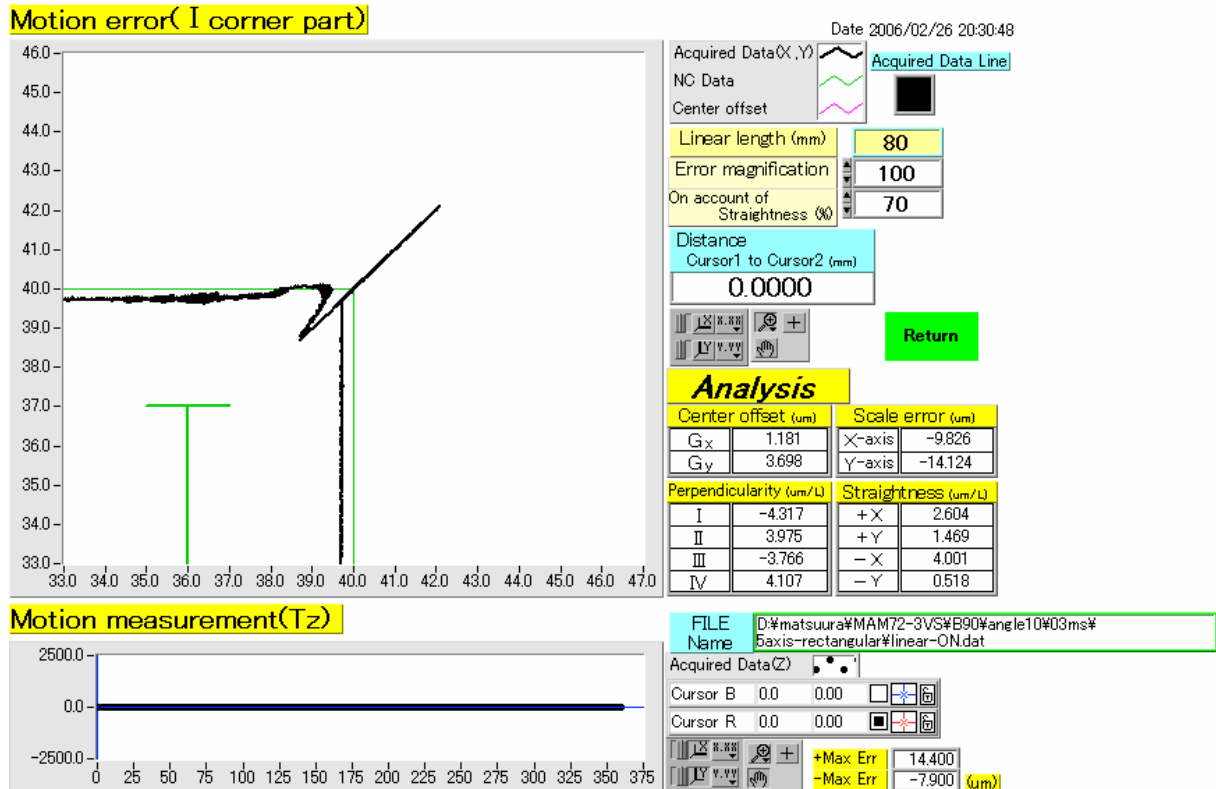 Motion error( I corner part)
Date 2006/02/26 20:30:48
46.0
45.0
44.0
43.0
42.0
41.0
40.0
39.0
38.0
37.0
36.0
35.0
34.0
33.0
33.0 34.0 35.0 36.0 37.0 38.0 39.0 40.0 41.0 42.0 43.0 44.0 45.0 46.0 47.0
Acquired Data(X,Y)
NC Data
Center offset
Acquired Data Line
Linear length (mm) 80
Error magnification 100
On account of
Straightness (%) 70
Distance
Cursor1 to Cursor2 (mm)
0.0000
X X.XX
Y Y.YY
Return
Analysis
Center offset (um)
Gx 1.181
Gy 3.698
Scale error (um)
X-axis -9.826
Y-axis -14.124
Perpendicularity (um/L)
I -4.317
II 3.975
III -3.766
IV 4.107
Straightness (um/L)
+X 2.604
+Y 1.469
-X 4.001
-Y 0.518
Motion measurement(Tz)
2500.0
0.0
-2500.0
0 25 50 75 100 125 150 175 200 225 250 275 300 325 350 375
FILE
Name
D:¥matsuura¥MAM72-3VS¥B90¥angle10¥03ms¥
5axis-rectangular¥linear-ON.dat
Acquired Data(Z)
Cursor B 0.0 0.00
Cursor R 0.0 0.00
X X.XX
Y Y.YY
+Max Err 14.400
-Max Err -7.900 (um)